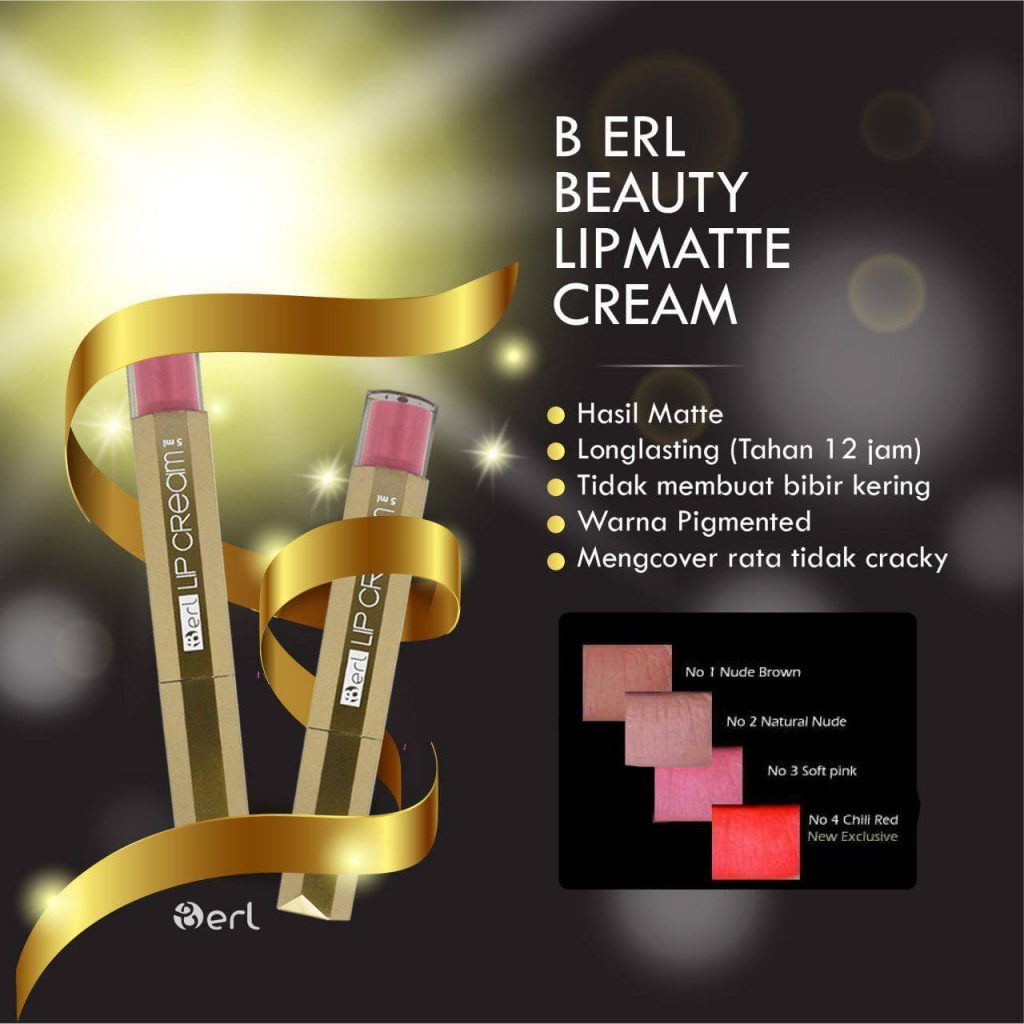 B ERL
BEAUTY
LIPMATTE
CREAM
Hasil Matte
Longlasting (Tahan 12 jam)
Tidak membuat bibir kering
Warna Pigmented
Mengcover rata tidak cracky
No 1 Nude Brown
No 2 Natural Nude
No 3 Soft pink
No 4 Chili Red
New Exclusive
Berl LIP CREAM 5 ml
Berl LIP CR 5 ml
Berl